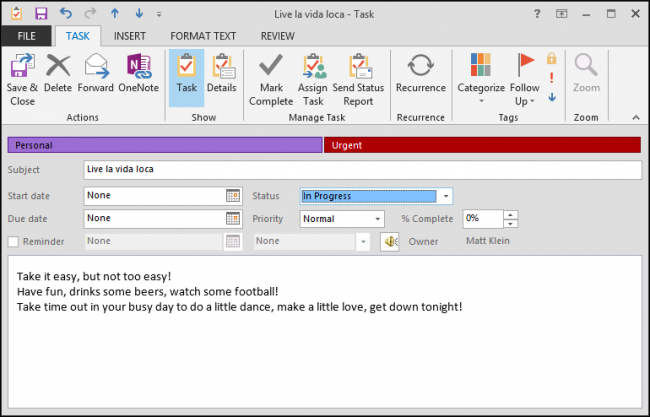 Live la vida loca - Task
?
FILE
TASK
INSERT
FORMAT TEXT
REVIEW
Save & Close
Delete
Forward
OneNote
Actions
Task
Details
Show
Mark Complete
Assign Task
Send Status Report
Manage Task
Recurrence
Recurrence
Categorize
Follow Up
Tags
Zoom
Zoom
Personal
Urgent
Subject
Live la vida loca
Start date
None
Status
In Progress
Due date
None
Priority
Normal
% Complete
0%
Reminder
None
None
Owner
Matt Klein
Take it easy, but not too easy!
Have fun, drinks some beers, watch some football!
Take time out in your busy day to do a little dance, make a little love, get down tonight!